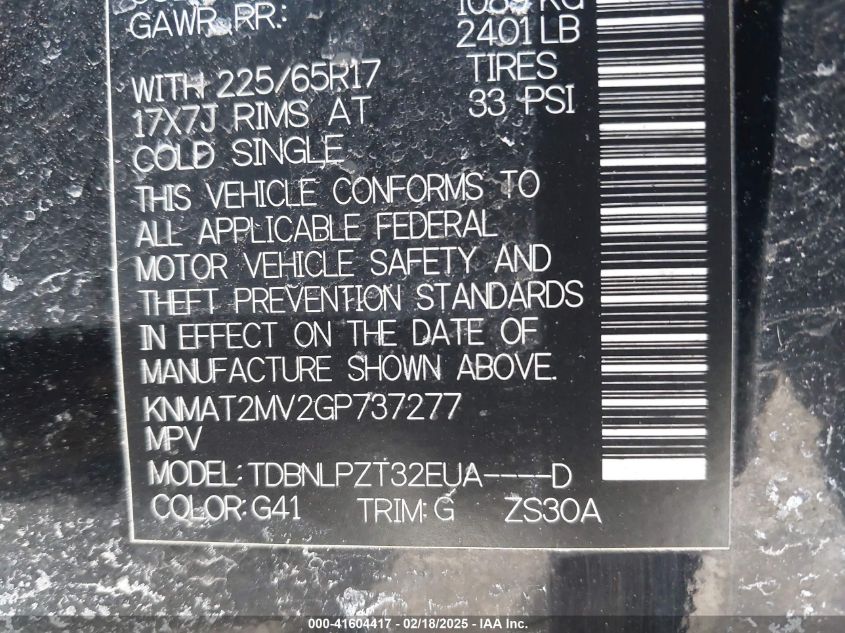 GAWR RR:
2401 LB
WITH 225/65R17 TIRES
17X7J RIMS AT 33 PSI
COLD SINGLE
THIS VEHICLE CONFORMS TO
ALL APPLICABLE FEDERAL
MOTOR VEHICLE SAFETY AND
THEFT PREVENTION STANDARDS
IN EFFECT ON THE DATE OF
MANUFACTURE SHOWN ABOVE.
KNMAT2MV2GP737277
MPV
MODEL: TDBNLPZT32EUA----D
COLOR: G41 TRIM: G ZS30A
000-41604417 - 02/18/2025 - IAA Inc.